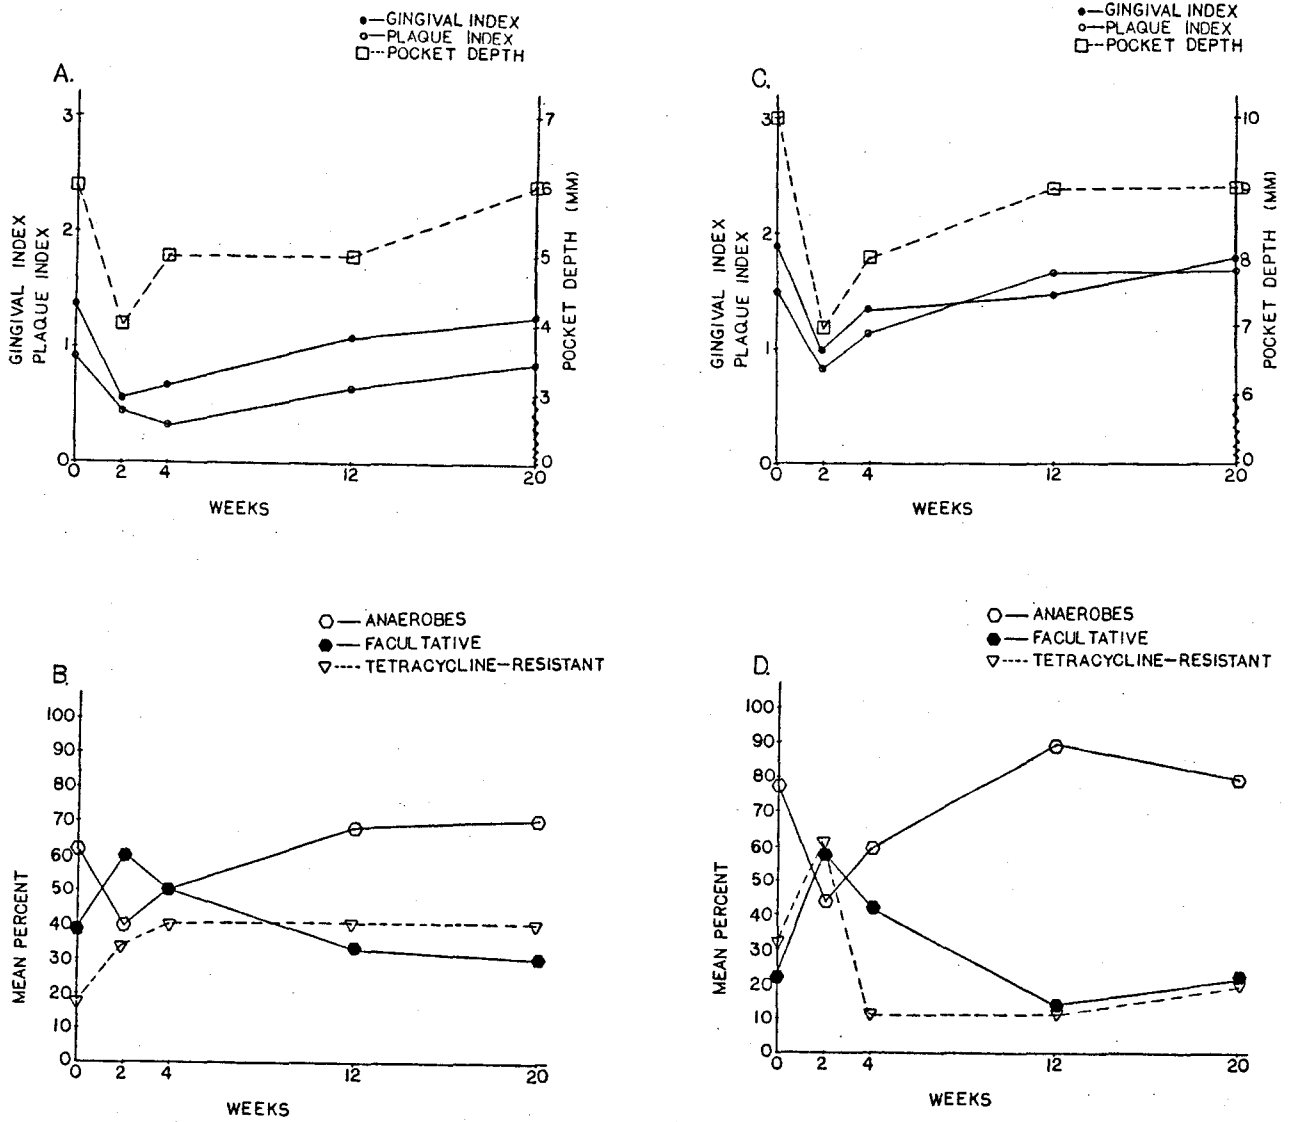 ●—GINGIVAL INDEX
○—PLAQUE INDEX
□---POCKET DEPTH
A.
3
2
1
0
GINGIVAL INDEX
PLAQUE INDEX
7
6
5
4
3
0
POCKET DEPTH (MM)
0 2 4 12 20
WEEKS
●—GINGIVAL INDEX
○—PLAQUE INDEX
□--POCKET DEPTH
C.
3
2
1
0
GINGIVAL INDEX
PLAQUE INDEX
10
9
8
7
6
0
POCKET DEPTH (MM)
0 2 4 12 20
WEEKS
ANAEROBES
FACULTATIVE
TETRACYCLINE-RESISTANT
B.
100
90
80
70
60
50
40
30
20
10
0
MEAN PERCENT
0 2 4 12 20
WEEKS
ANAEROBES
FACULTATIVE
TETRACYCLINE-RESISTANT
D.
100
90
80
70
60
50
40
30
20
10
0
MEAN PERCENT
0 2 4 12 20
WEEKS